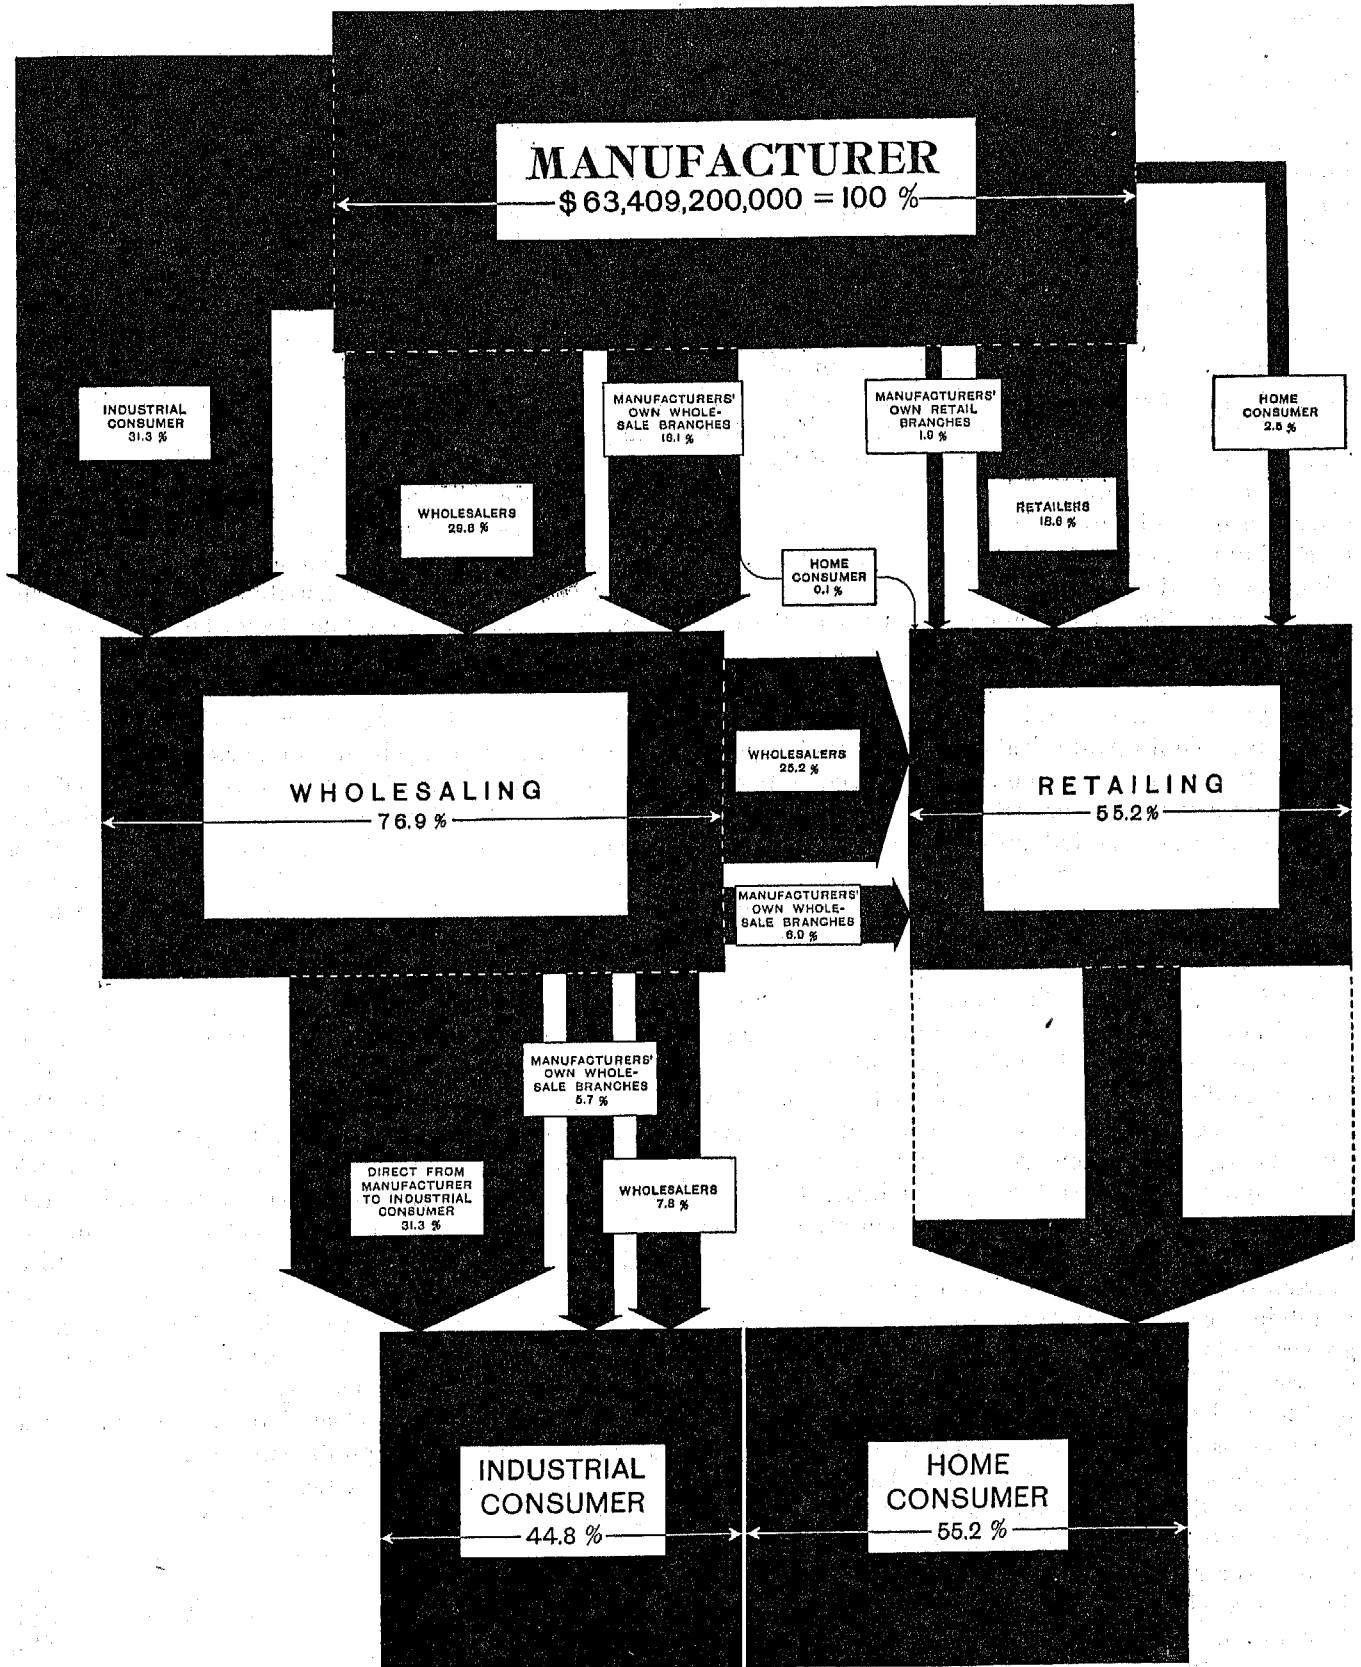 MANUFACTURER
$63,409,200,000 = 100 %
INDUSTRIAL
CONSUMER
31.3 %
WHOLESALERS
29.6 %
MANUFACTURERS'
OWN WHOLE-
SALE BRANCHES
16.1 %
MANUFACTURERS'
OWN RETAIL
BRANCHES
1.9 %
RETAILERS
18.6 %
HOME
CONSUMER
2.5 %
HOME
CONSUMER
0.1 %
WHOLESALING
76.9 %
WHOLESALERS
25.2 %
MANUFACTURERS'
OWN WHOLE-
SALE BRANCHES
6.9 %
RETAILING
55.2 %
DIRECT FROM
MANUFACTURER
TO INDUSTRIAL
CONSUMER
31.3 %
MANUFACTURERS'
OWN WHOLE-
SALE BRANCHES
5.7 %
WHOLESALERS
7.8 %
INDUSTRIAL
CONSUMER
44.8 %
HOME
CONSUMER
55.2 %